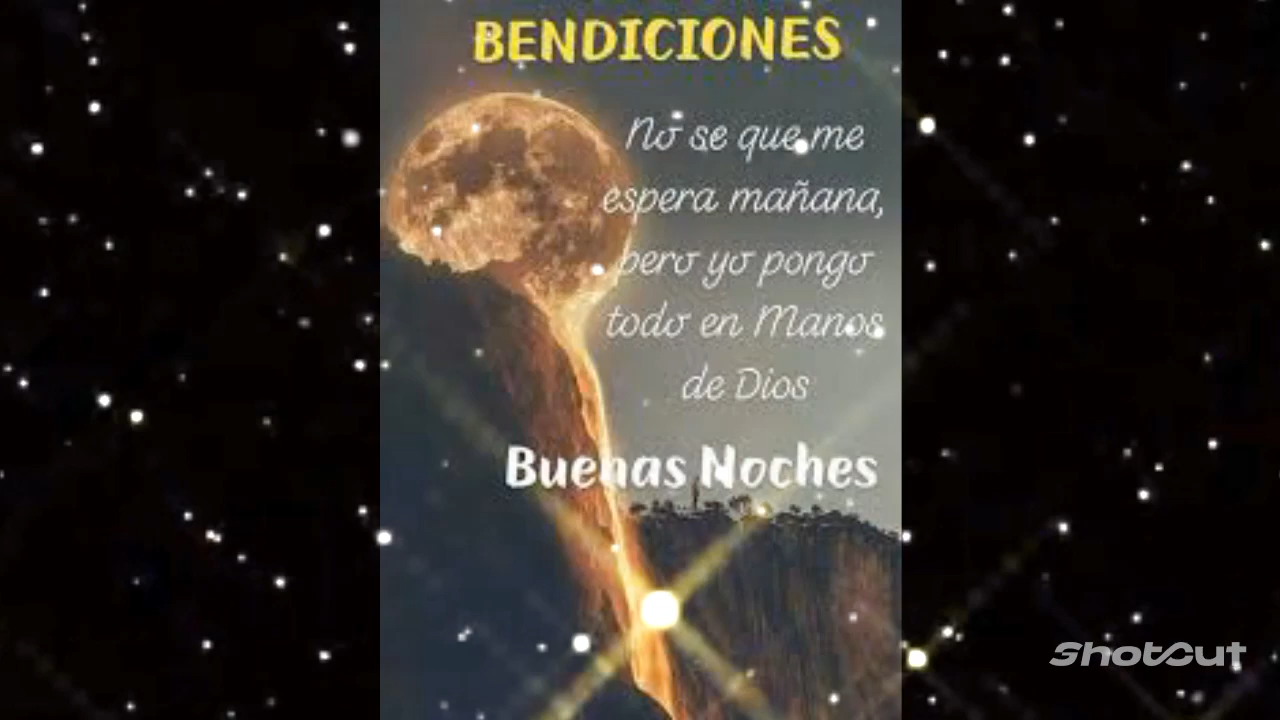 BENDICIONES
No se que me
espera mañana,
pero yo pongo
todo en Manos
de Dios
Buenas Noches
ShotCut